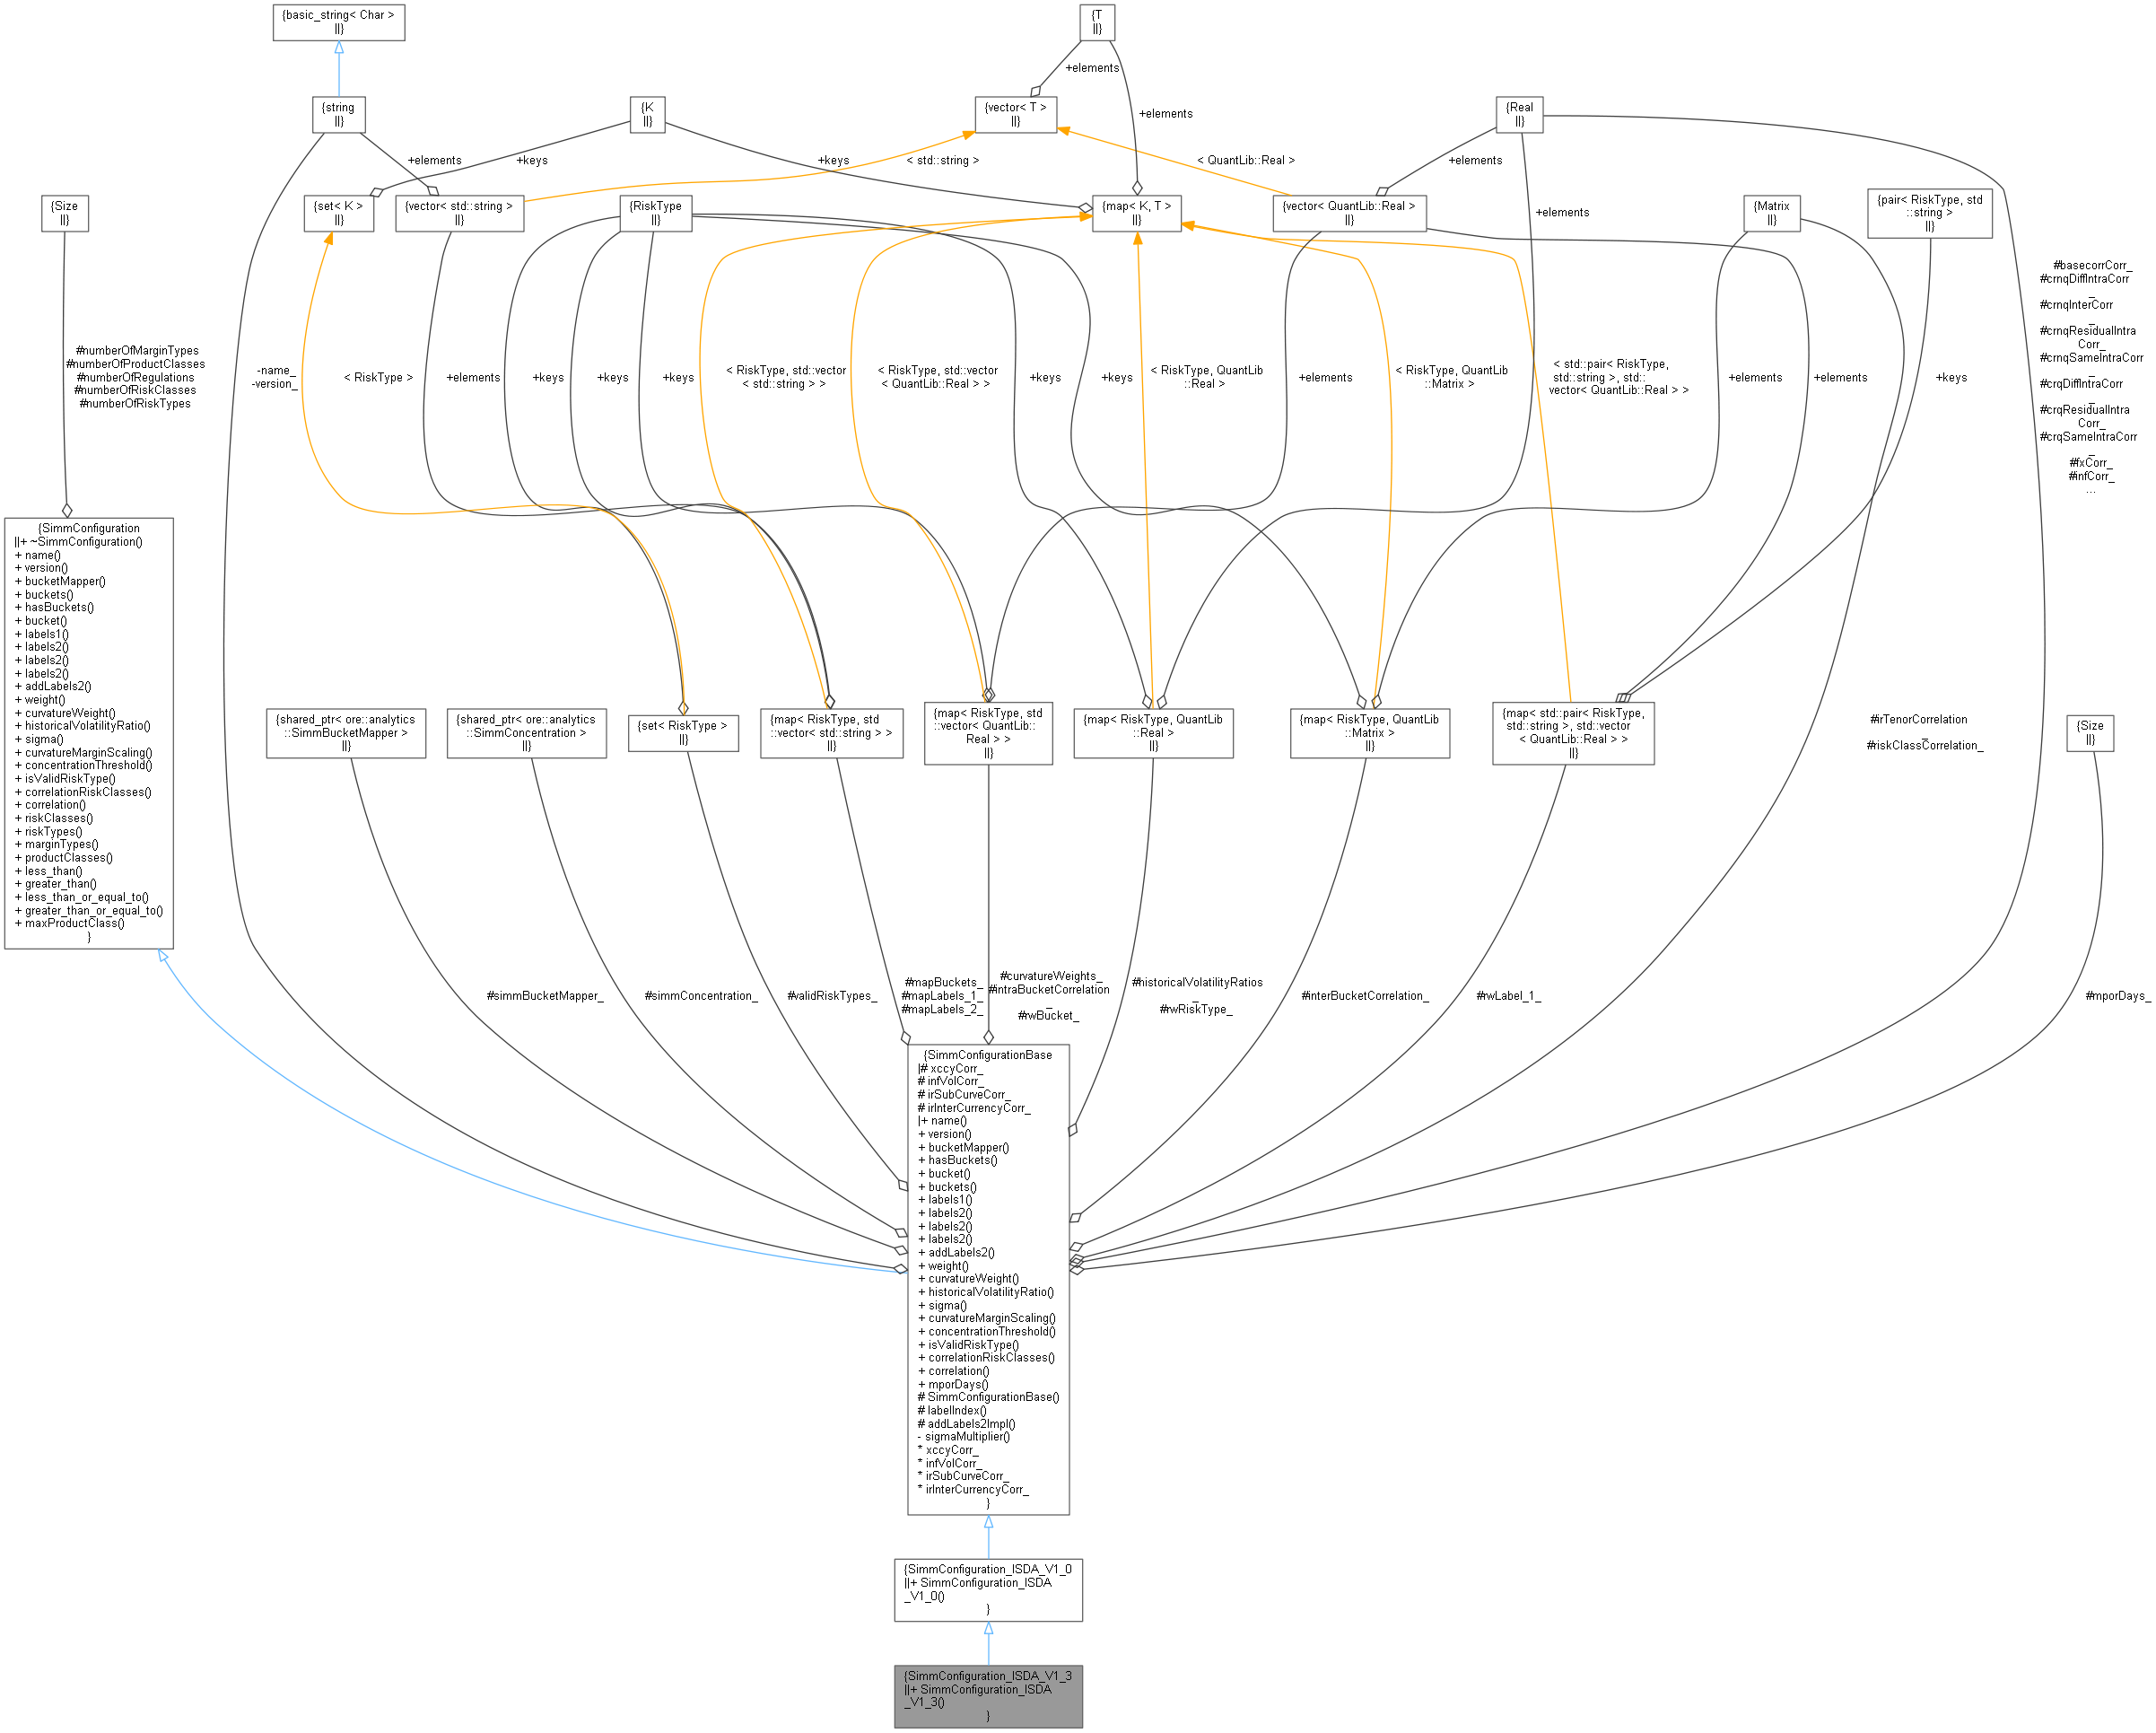 {basic_string< Char >
||}
{T
||}
+elements
{string
||}
{K
||}
{vector< T >
||}
{Real
||}
+elements
+elements
+keys
+keys
< std::string >
< QuantLib::Real >
+elements
{Size
||}
{set< K >
||}
{vector< std::string >
||}
{RiskType
||}
{map< K, T >
||}
{vector< QuantLib::Real >
||}
+elements
{Matrix
||}
{pair< RiskType, std
::string >
||}
#numberOfMarginTypes
#numberOfProductClasses
#numberOfRegulations
#numberOfRiskClasses
#numberOfRiskTypes
-name_
-version_
< RiskType >
+elements
+keys
+keys
+keys
< RiskType, std::vector
< std::string > >
< RiskType, std::vector
< QuantLib::Real > >
+keys
+keys
< RiskType, QuantLib
::Real >
+elements
< RiskType, QuantLib
::Matrix >
< std::pair< RiskType,
std::string >, std::
vector< QuantLib::Real > >
+elements
+elements
+keys
#basecorrCorr_
#crnqDiffIntraCorr
_
#crnqInterCorr
_
#crnqResidualIntra
Corr_
#crnqSameIntraCorr
_
#crqDiffIntraCorr
_
#crqResidualIntra
Corr_
#crqSameIntraCorr
_
#fxCorr_
#infCorr_
...
{SimmConfiguration
||+ ~SimmConfiguration()
+ name()
+ version()
+ bucketMapper()
+ buckets()
+ hasBuckets()
+ bucket()
+ labels1()
+ labels2()
+ labels2()
+ labels2()
+ addLabels2()
+ weight()
+ curvatureWeight()
+ historicalVolatilityRatio()
+ sigma()
+ curvatureMarginScaling()
+ concentrationThreshold()
+ isValidRiskType()
+ correlationRiskClasses()
+ correlation()
+ riskClasses()
+ riskTypes()
+ marginTypes()
+ productClasses()
+ less_than()
+ greater_than()
+ less_than_or_equal_to()
+ greater_than_or_equal_to()
+ maxProductClass()
}
{shared_ptr< ore::analytics
::SimmBucketMapper >
||}
{shared_ptr< ore::analytics
::SimmConcentration >
||}
{set< RiskType >
||}
{map< RiskType, std
::vector< std::string > >
||}
{map< RiskType, std
::vector< QuantLib::
Real > >
||}
{map< RiskType, QuantLib
::Real >
||}
{map< RiskType, QuantLib
::Matrix >
||}
{map< std::pair< RiskType,
std::string >, std::vector
< QuantLib::Real > >
||}
#irTenorCorrelation
_
#riskClassCorrelation_
{Size
||}
#simmBucketMapper_
#simmConcentration_
#validRiskTypes_
#mapBuckets_
#mapLabels_1_
#mapLabels_2_
#curvatureWeights_
#intraBucketCorrelation
_
#rwBucket_
#historicalVolatilityRatios
_
#rwRiskType_
#interBucketCorrelation_
#rwLabel_1_
#mporDays_
{SimmConfigurationBase
|# xccyCorr_
# infVolCorr_
# irSubCurveCorr_
# irInterCurrencyCorr_
|+ name()
+ version()
+ bucketMapper()
+ hasBuckets()
+ bucket()
+ buckets()
+ labels1()
+ labels2()
+ labels2()
+ labels2()
+ addLabels2()
+ weight()
+ curvatureWeight()
+ historicalVolatilityRatio()
+ sigma()
+ curvatureMarginScaling()
+ concentrationThreshold()
+ isValidRiskType()
+ correlationRiskClasses()
+ correlation()
+ mporDays()
# SimmConfigurationBase()
# labelIndex()
# addLabels2Impl()
- sigmaMultiplier()
* xccyCorr_
* infVolCorr_
* irSubCurveCorr_
* irInterCurrencyCorr_
}
{SimmConfiguration_ISDA_V1_0
||+ SimmConfiguration_ISDA
_V1_0()
}
{SimmConfiguration_ISDA_V1_3
||+ SimmConfiguration_ISDA
_V1_3()
}